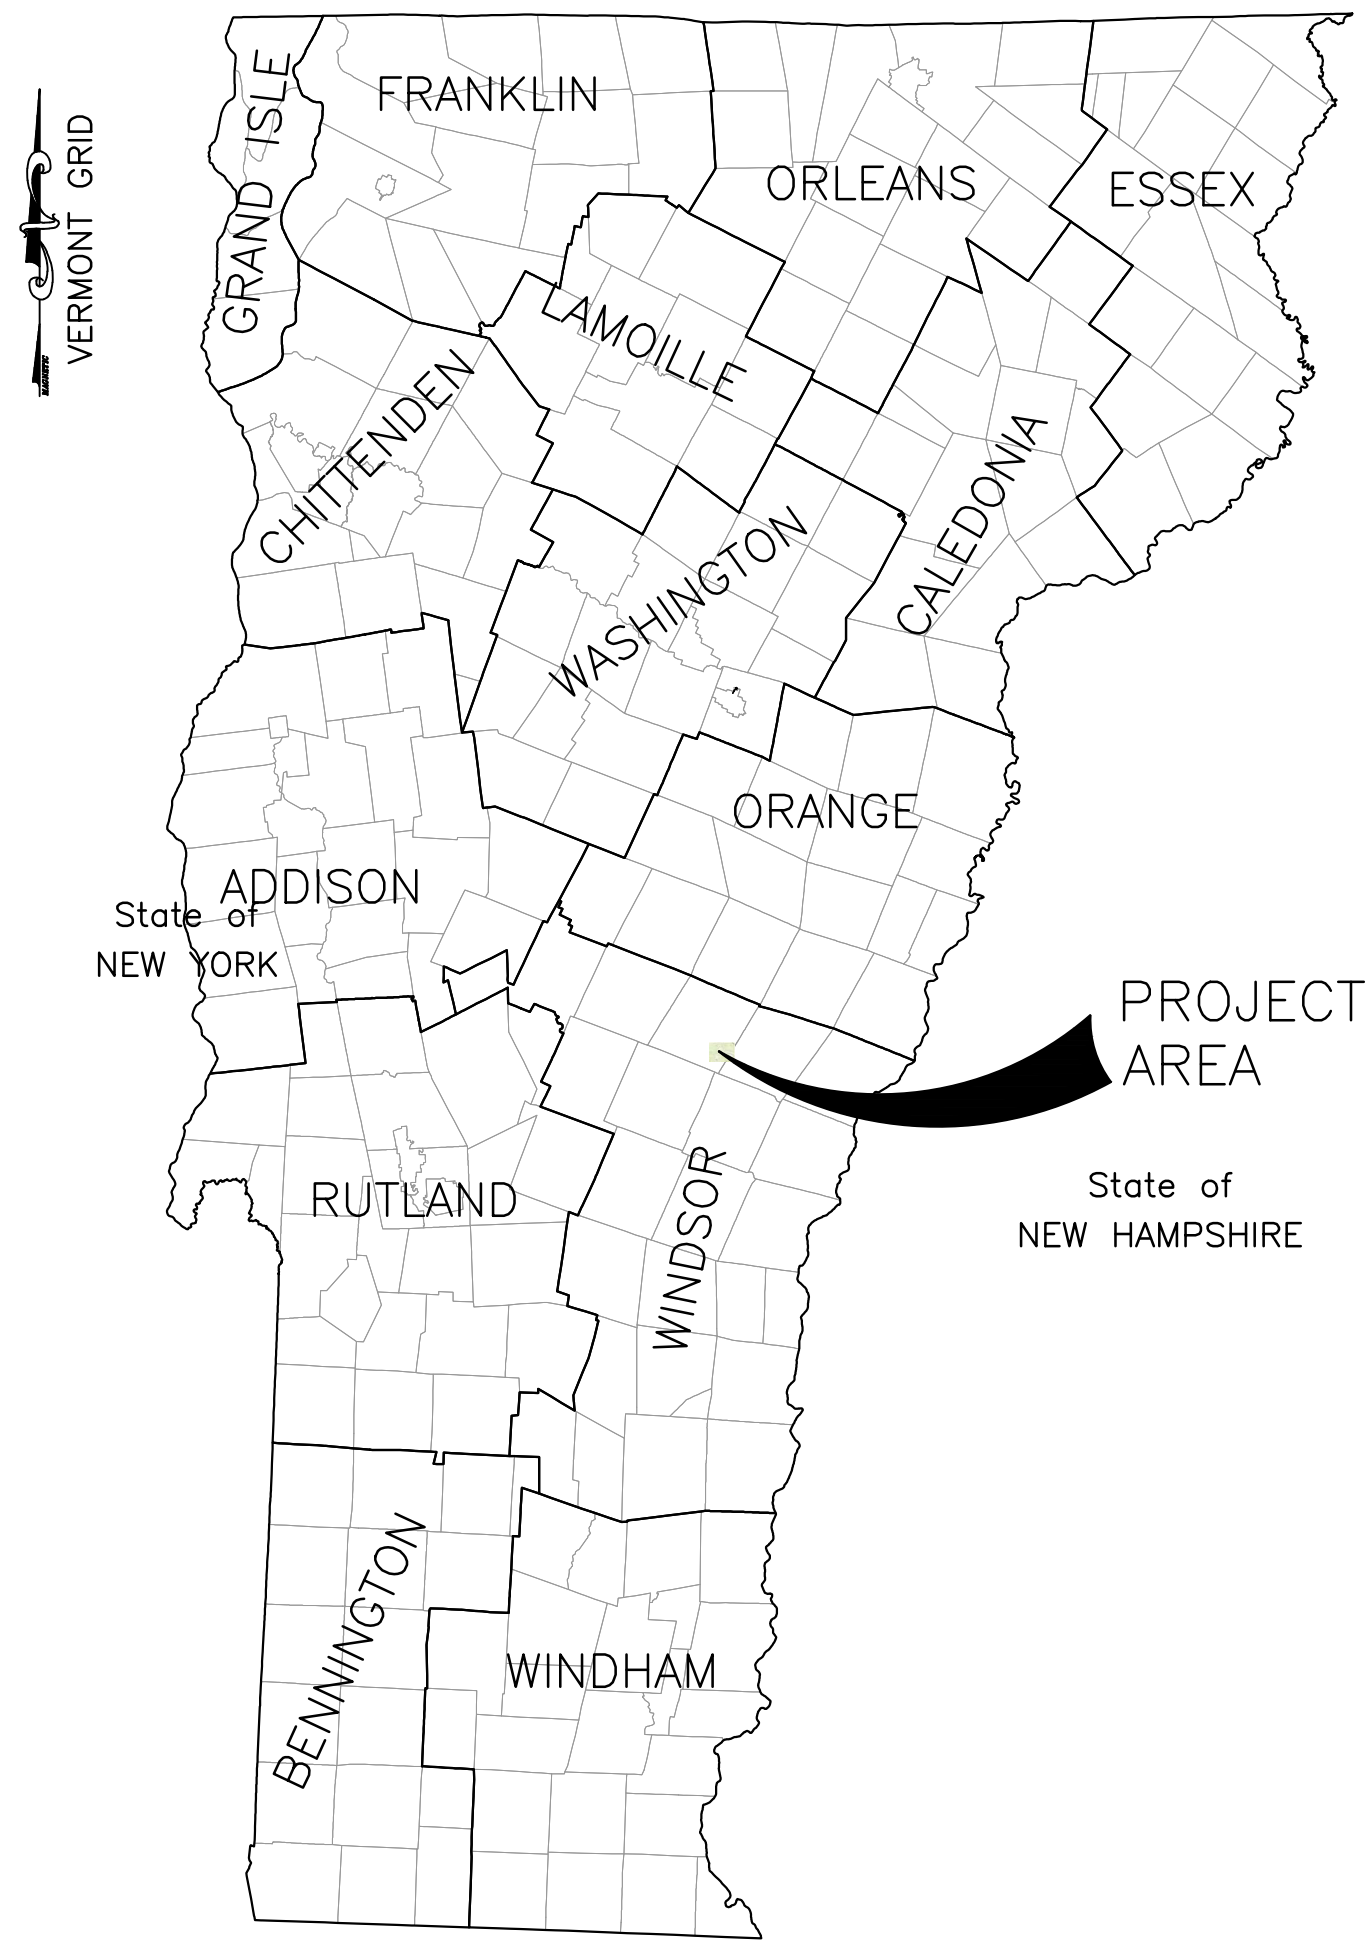 GRAND ISLE
FRANKLIN
ORLEANS
ESSEX
VERMONT GRID
MAGNETIC
LAMOILLE
CHITTENDEN
CALEDONIA
WASHINGTON
ORANGE
ADDISON
State of
NEW YORK
PROJECT
AREA
State of
NEW HAMPSHIRE
RUTLAND
WINDSOR
BENNINGTON
WINDHAM